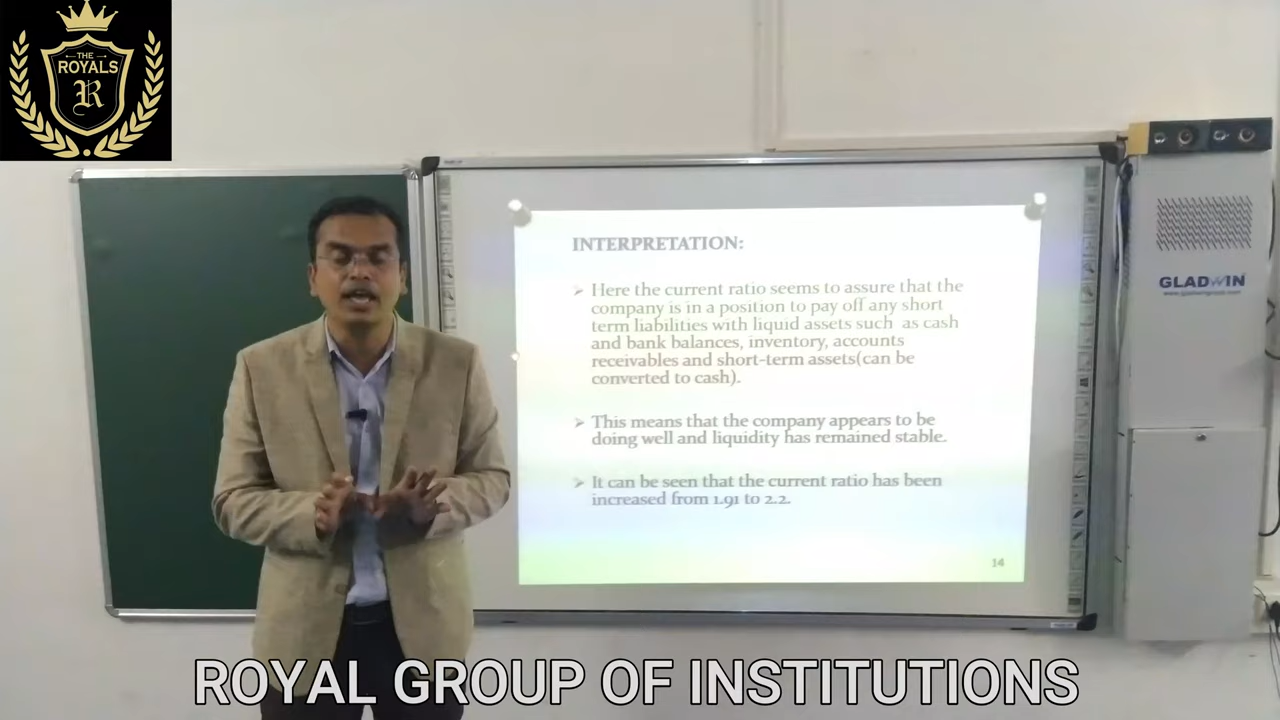 THE
ROYALS
R
INTERPRETATION:
➢ Here the current ratio seems to assure that the
company is in a position to pay off any short
term liabilities with liquid assets such as cash
and bank balances, inventory, accounts
receivables and short-term assets(can be
converted to cash).
➢ This means that the company appears to be
doing well and liquidity has remained stable.
➢ It can be seen that the current ratio has been
increased from 1.91 to 2.2.
14
GLADWIN
ROYAL GROUP OF INSTITUTIONS